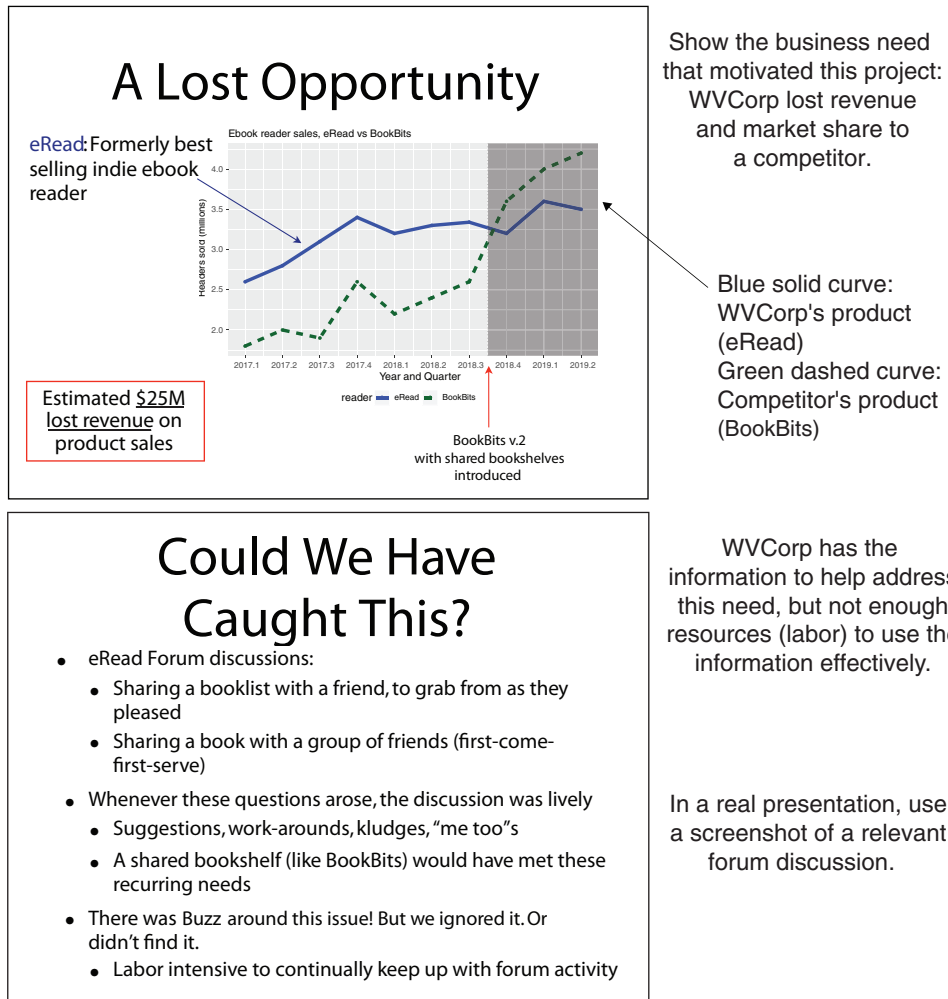 A Lost Opportunity
eRead: Formerly best
selling indie ebook
reader
Ebook reader sales, eRead vs BookBits
Readers sold (millions)
4.0
3.5
3.0
2.5
2.0
2017.1 2017.2 2017.3 2017.4 2018.1 2018.2 2018.3 2018.4 2019.1 2019.2
Year and Quarter
reader eRead BookBits
Estimated $25M
lost revenue on
product sales
BookBits v.2
with shared bookshelves
introduced
Show the business need
that motivated this project:
WVCorp lost revenue
and market share to
a competitor.
Blue solid curve:
WVCorp's product
(eRead)
Green dashed curve:
Competitor's product
(BookBits)
Could We Have
Caught This?
• eRead Forum discussions:
• Sharing a booklist with a friend, to grab from as they
pleased
• Sharing a book with a group of friends (first-come-
first-serve)
• Whenever these questions arose, the discussion was lively
• Suggestions, work-arounds, kludges, “me too”s
• A shared bookshelf (like BookBits) would have met these
recurring needs
• There was Buzz around this issue! But we ignored it. Or
didn’t find it.
• Labor intensive to continually keep up with forum activity
WVCorp has the
information to help address
this need, but not enough
resources (labor) to use the
information effectively.
In a real presentation, use
a screenshot of a relevant
forum discussion.